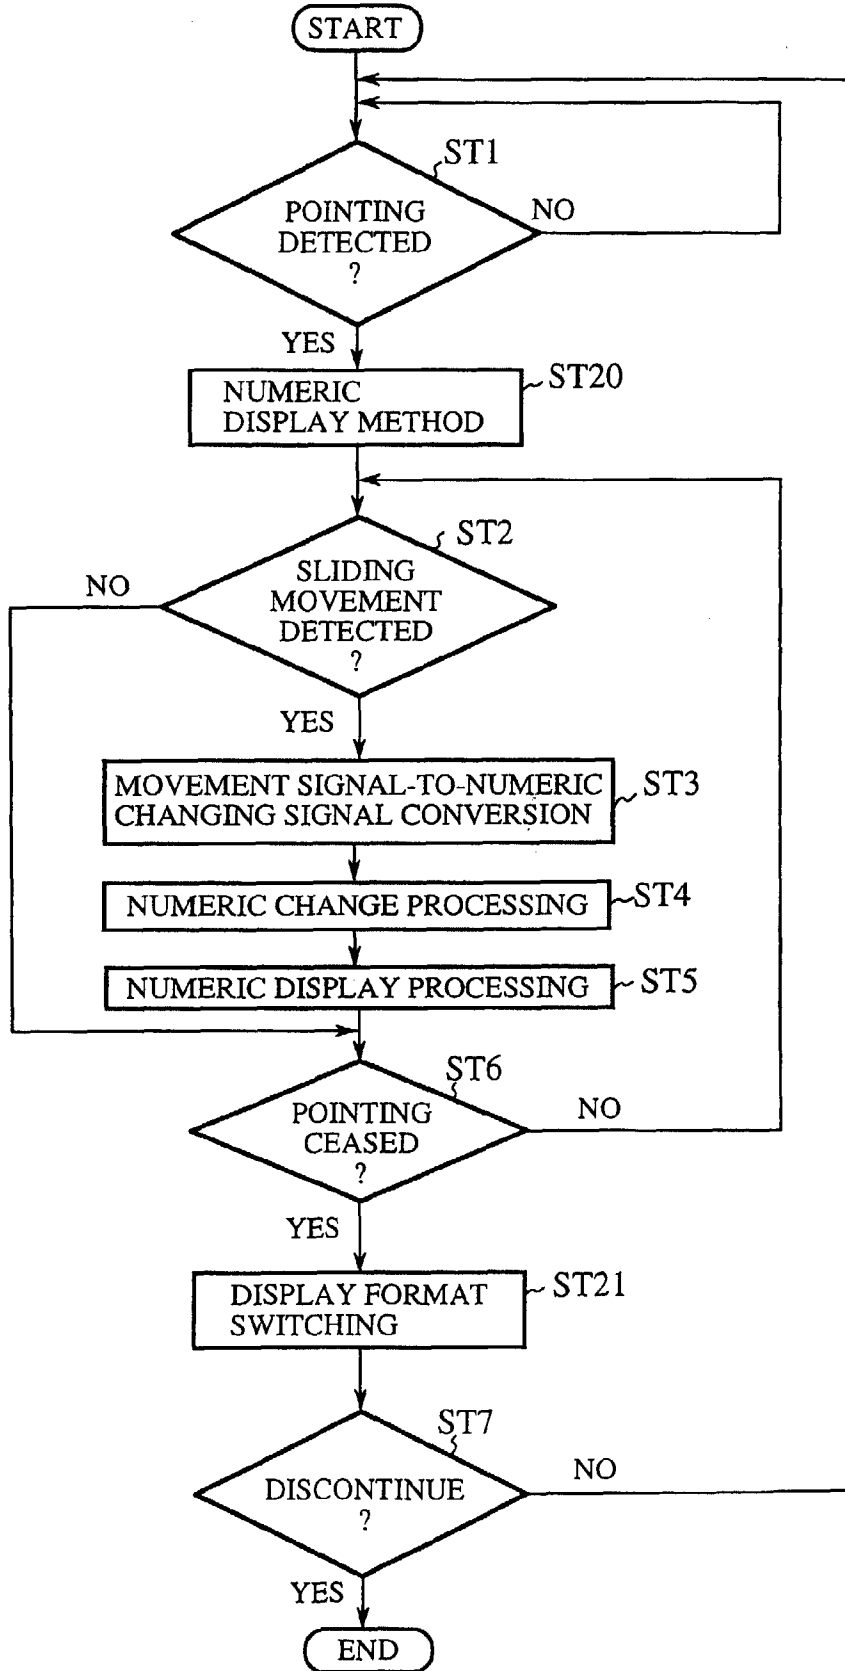 START
ST1
POINTING
DETECTED
?
NO
YES
ST20
NUMERIC
DISPLAY METHOD
ST2
SLIDING
MOVEMENT
DETECTED
?
NO
YES
MOVEMENT SIGNAL-TO-NUMERIC
CHANGING SIGNAL CONVERSION
ST3
NUMERIC CHANGE PROCESSING
ST4
NUMERIC DISPLAY PROCESSING
ST5
ST6
POINTING
CEASED
?
NO
YES
DISPLAY FORMAT
SWITCHING
ST21
ST7
DISCONTINUE
?
NO
YES
END